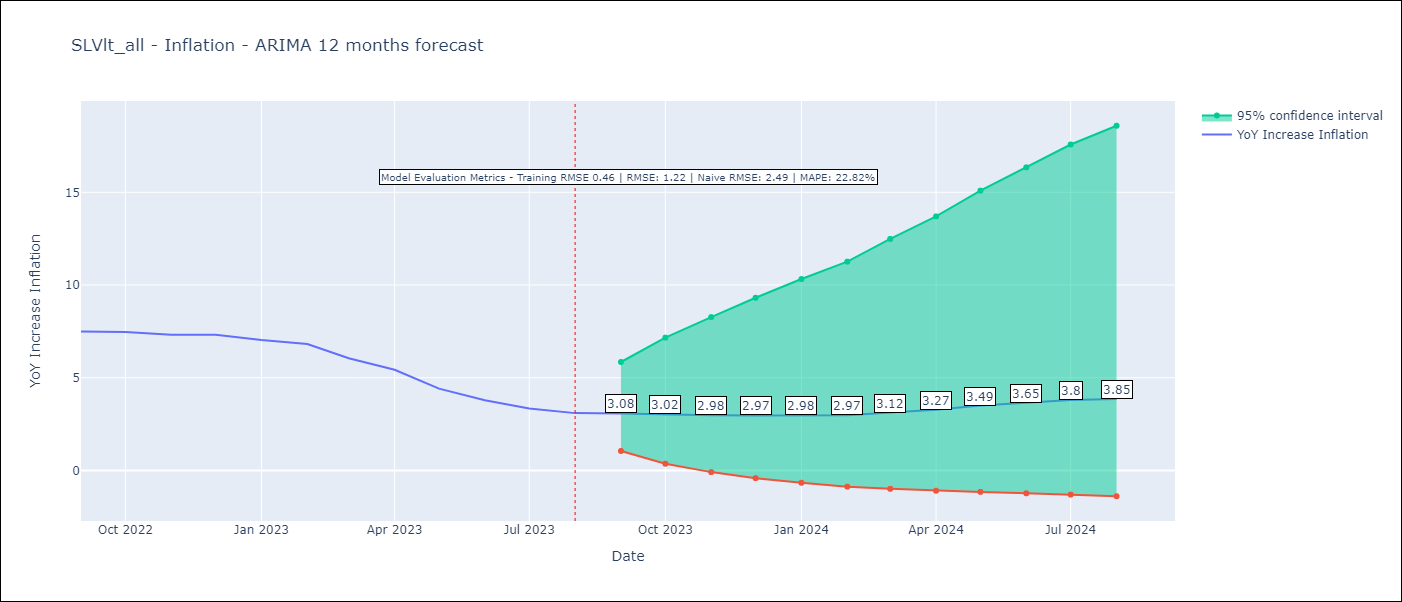 SLVlt_all - Inflation - ARIMA 12 months forecast
95% confidence interval
YoY Increase Inflation
Model Evaluation Metrics - Training RMSE 0.46 | RMSE: 1.22 | Naive RMSE: 2.49 | MAPE: 22.82%
YoY Increase Inflation
15
10
5
0
3.08
3.02
2.98
2.97
2.98
2.97
3.12
3.27
3.49
3.65
3.8
3.85
Oct 2022
Jan 2023
Apr 2023
Jul 2023
Oct 2023
Jan 2024
Apr 2024
Jul 2024
Date